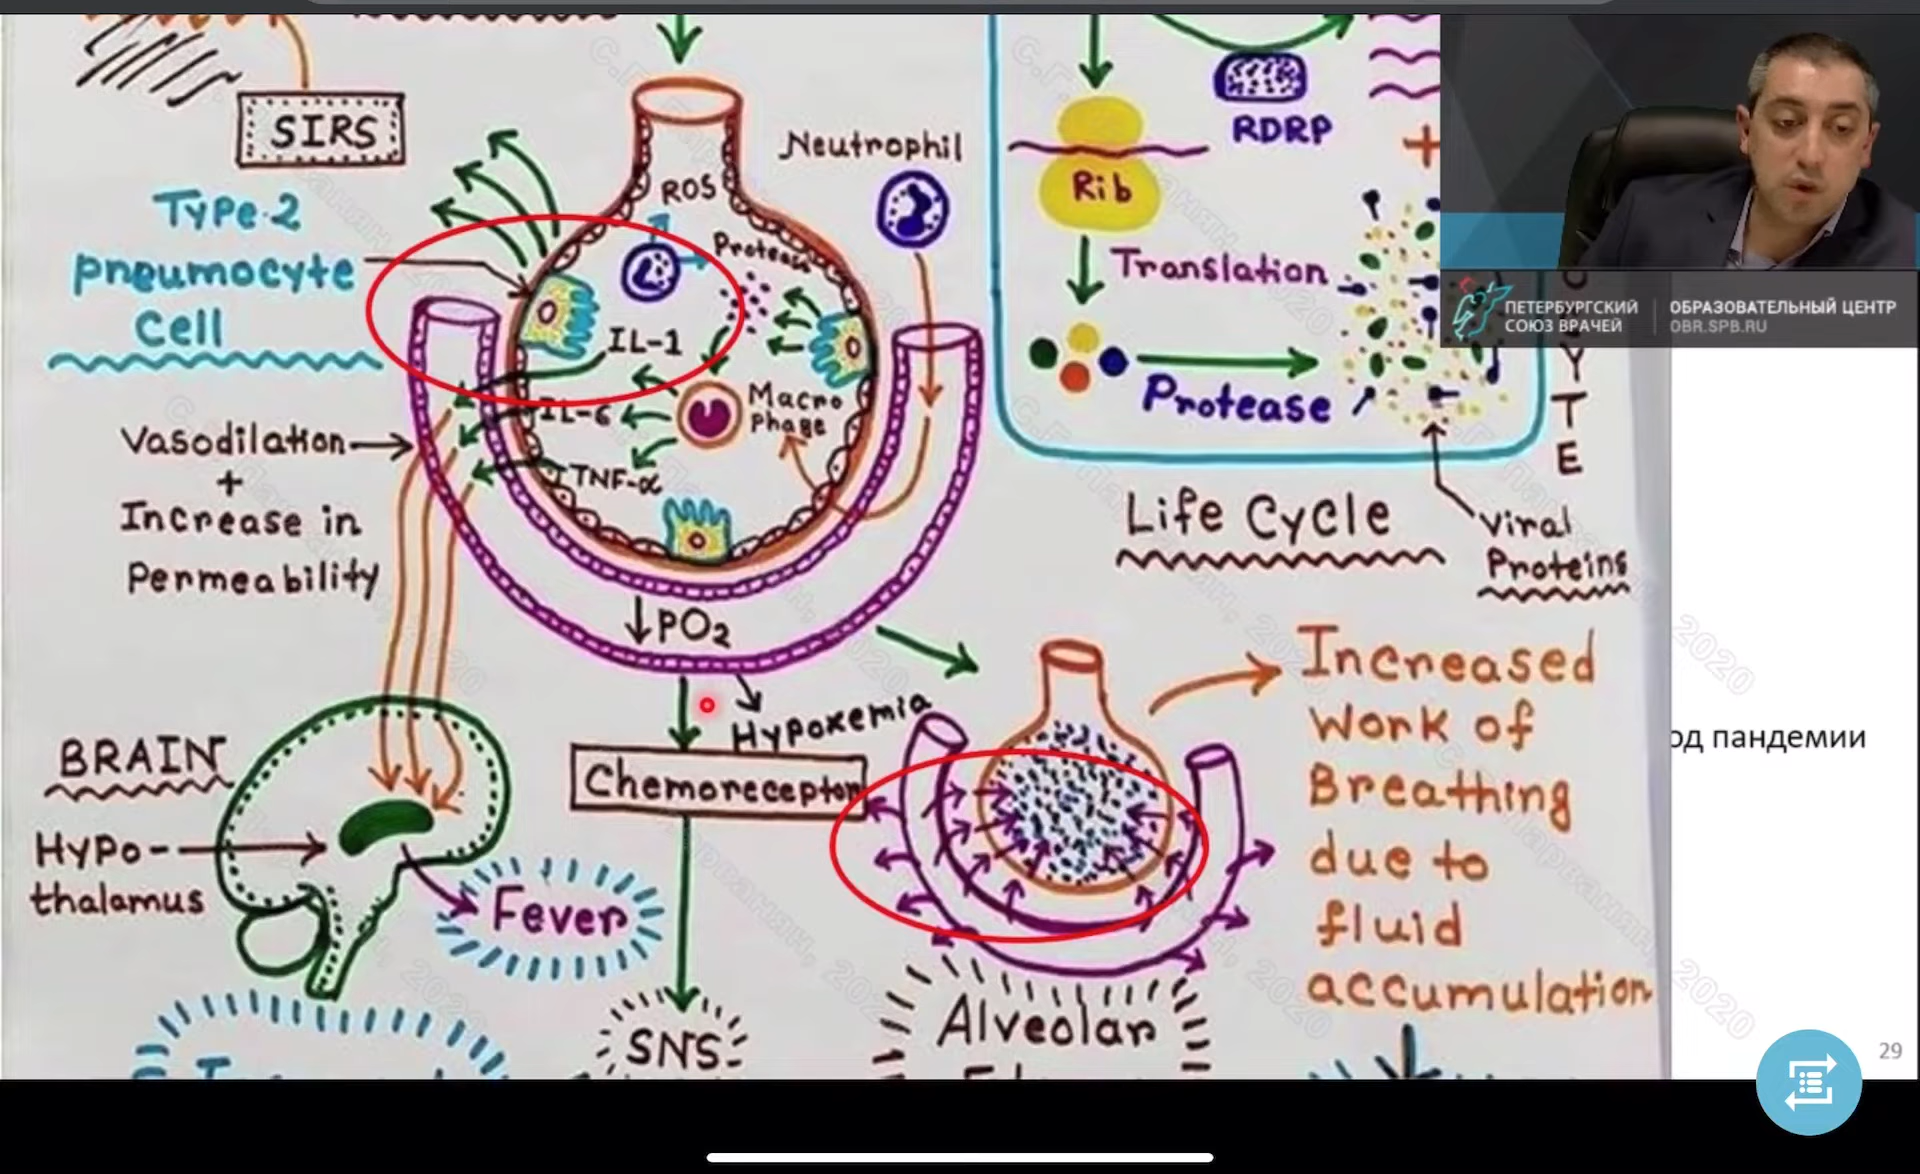 SIRS
Type-2
pneumocyte
Cell
ROS
Protease
Neutrophil
IL-1
IL-6
TNF-α
Macro
phage
Vasodilation
+
Increase in
Permeability
↓PO₂
Hypoxemia
Chemoreceptor
BRAIN
Hypo-
thalamus
Fever
SNS
Alveolar
Increased
Work of
Breathing
due to
fluid
accumulation
RDRP
+
Rib
Translation
Protease
Y
T
E
Life Cycle
Viral
Proteins
ПЕТЕРБУРГСКИЙ
СОЮЗ ВРАЧЕЙ
ОБРАЗОВАТЕЛЬНЫЙ ЦЕНТР
OBR.SPB.RU
од пандемии
29